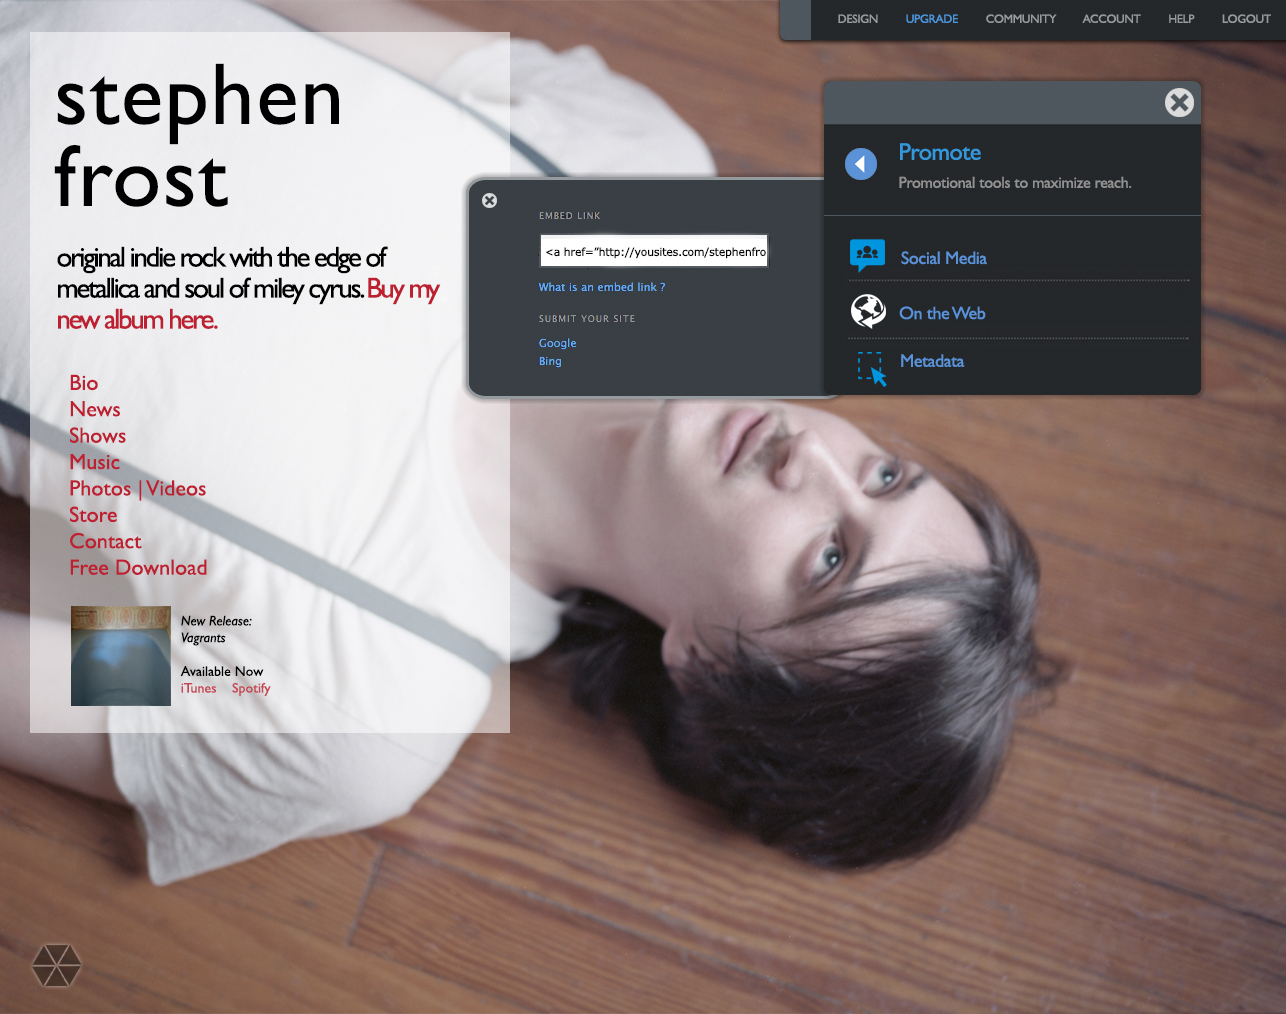 DESIGN UPGRADE COMMUNITY ACCOUNT HELP LOGOUT
stephen
frost
original indie rock with the edge of
metallica and soul of miley cyrus. Buy my
new album here.
Bio
News
Shows
Music
Photos | Videos
Store
Contact
Free Download
New Release:
Vagrants
Available Now
iTunes Spotify
EMBED LINK
<a href="http://yousites.com/stephenfro
What is an embed link ?
SUBMIT YOUR SITE
Google
Bing
Promote
Promotional tools to maximize reach.
Social Media
On the Web
Metadata